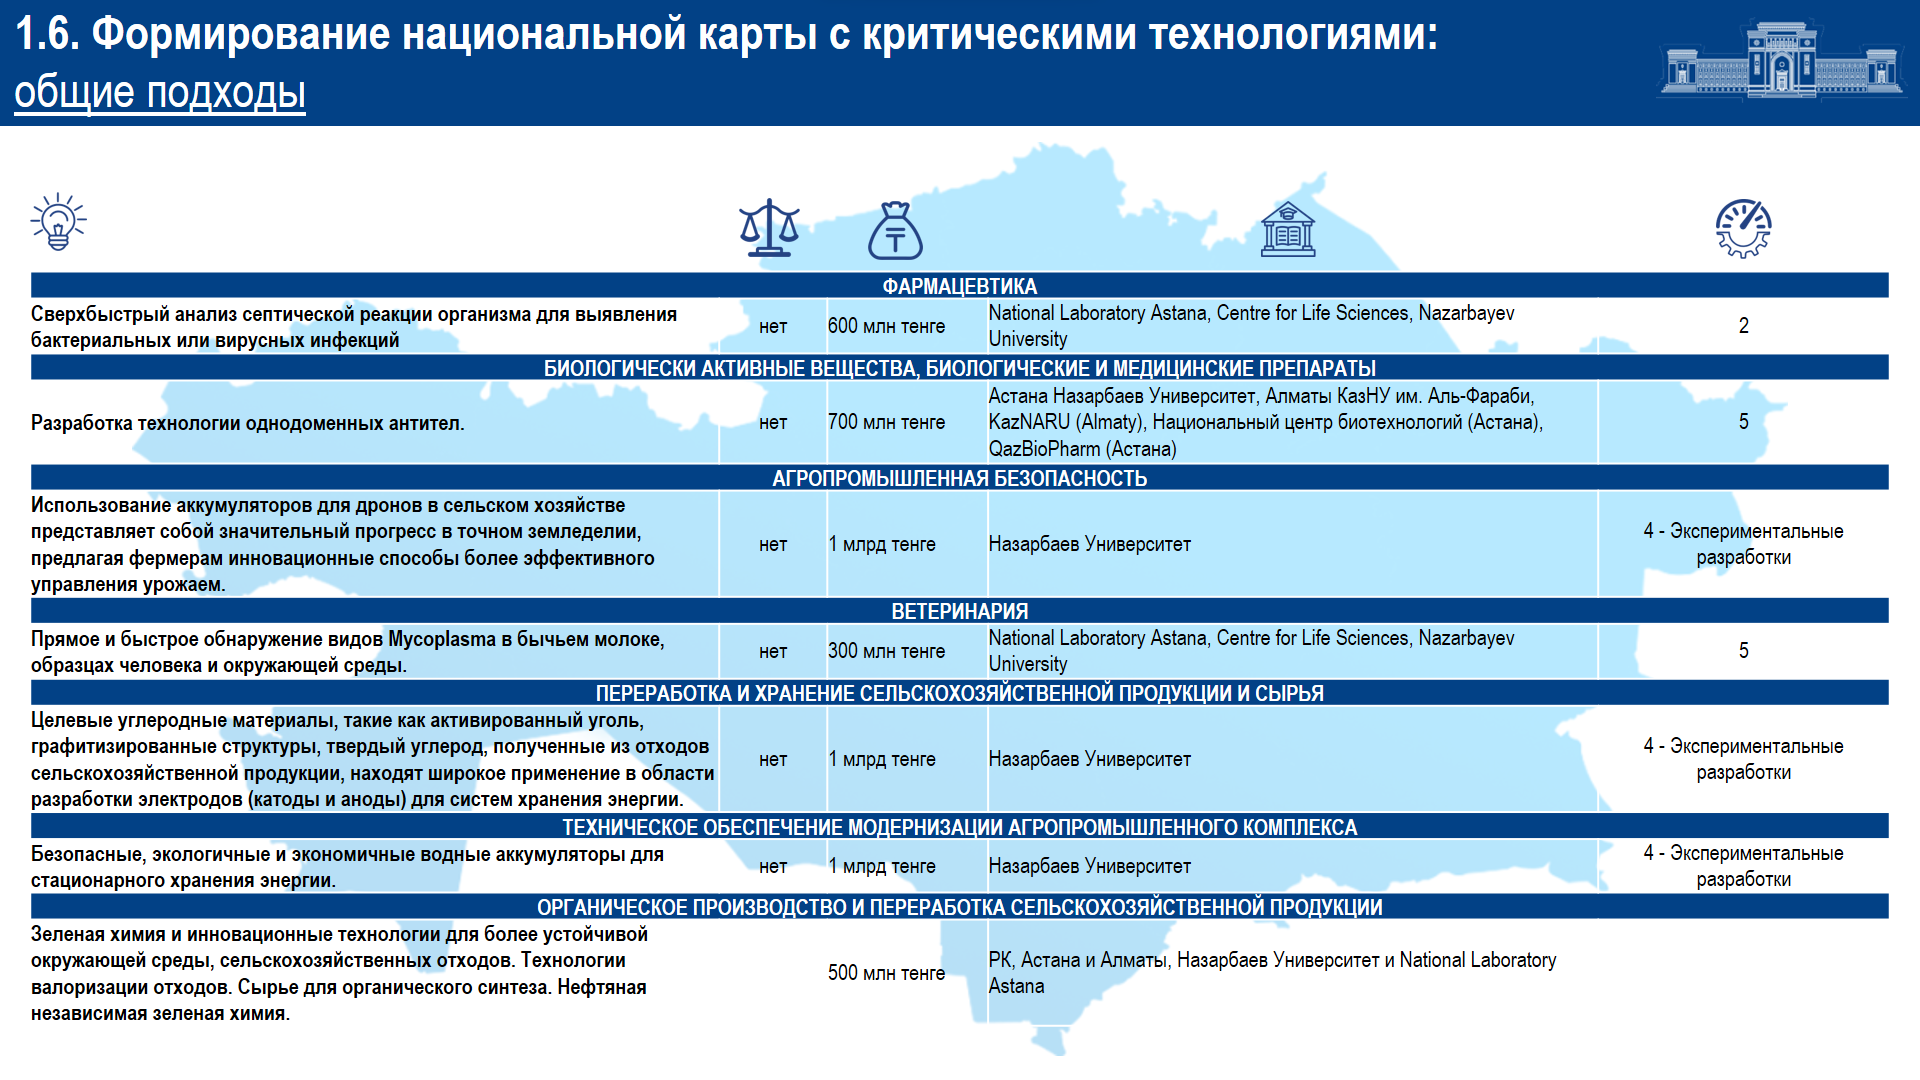 1.6. Формирование национальной карты с критическими технологиями:
общие подходы
ФАРМАЦЕВТИКА
Сверхбыстрый анализ септической реакции организма для выявления
бактериальных или вирусных инфекций
нет
600 млн тенге
National Laboratory Astana, Centre for Life Sciences, Nazarbayev
University
2
БИОЛОГИЧЕСКИ АКТИВНЫЕ ВЕЩЕСТВА, БИОЛОГИЧЕСКИЕ И МЕДИЦИНСКИЕ ПРЕПАРАТЫ
Разработка технологии однодоменных антител.
нет
700 млн тенге
Астана Назарбаев Университет, Алматы КазНУ им. Аль-Фараби,
KazNARU (Almaty), Национальный центр биотехнологий (Астана),
QazBioPharm (Астана)
5
АГРОПРОМЫШЛЕННАЯ БЕЗОПАСНОСТЬ
Использование аккумуляторов для дронов в сельском хозяйстве
представляет собой значительный прогресс в точном земледелии,
предлагая фермерам инновационные способы более эффективного
управления урожаем.
нет
1 млрд тенге
Назарбаев Университет
4 - Экспериментальные
разработки
ВЕТЕРИНАРИЯ
Прямое и быстрое обнаружение видов Mycoplasma в бычьем молоке,
образцах человека и окружающей среды.
нет
300 млн тенге
National Laboratory Astana, Centre for Life Sciences, Nazarbayev
University
5
ПЕРЕРАБОТКА И ХРАНЕНИЕ СЕЛЬСКОХОЗЯЙСТВЕННОЙ ПРОДУКЦИИ И СЫРЬЯ
Целевые углеродные материалы, такие как активированный уголь,
графитизированные структуры, твердый углерод, полученные из отходов
сельскохозяйственной продукции, находят широкое применение в области
разработки электродов (катоды и аноды) для систем хранения энергии.
нет
1 млрд тенге
Назарбаев Университет
4 - Экспериментальные
разработки
ТЕХНИЧЕСКОЕ ОБЕСПЕЧЕНИЕ МОДЕРНИЗАЦИИ АГРОПРОМЫШЛЕННОГО КОМПЛЕКСА
Безопасные, экологичные и экономичные водные аккумуляторы для
стационарного хранения энергии.
нет
1 млрд тенге
Назарбаев Университет
4 - Экспериментальные
разработки
ОРГАНИЧЕСКОЕ ПРОИЗВОДСТВО И ПЕРЕРАБОТКА СЕЛЬСКОХОЗЯЙСТВЕННОЙ ПРОДУКЦИИ
Зеленая химия и инновационные технологии для более устойчивой
окружающей среды, сельскохозяйственных отходов. Технологии
валоризации отходов. Сырье для органического синтеза. Нефтяная
независимая зеленая химия.
500 млн тенге
РК, Астана и Алматы, Назарбаев Университет и National Laboratory
Astana